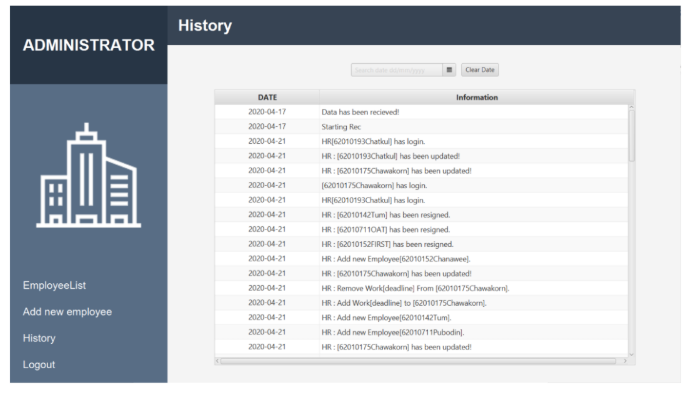 History
ADMINISTRATOR
Clear Date
DATE Information
2020-04-17 Data has been recieved!
2020-04-17 Starting Rec
2020-04-21 HR[62010193Chatkul] has login.
2020-04-21 HR : [62010193Chatkul] has been updated!
2020-04-21 HR : [62010175Chawakorn] has been updated!
2020-04-21 [62010175Chawakorn] has login.
2020-04-21 HR[62010193Chatkul] has login.
2020-04-21 HR : [62010142Tum] has been resigned.
2020-04-21 HR : [62010711OAT] has been resigned.
2020-04-21 HR : [62010152FIRST] has been resigned.
2020-04-21 HR : Add new Employee[62010152Chanawee].
2020-04-21 HR : [62010175Chawakorn] has been updated!
2020-04-21 HR : Remove Work[deadline] From [62010175Chawakorn].
2020-04-21 HR : Add Work[deadline] to [62010175Chawakorn].
2020-04-21 HR : Add new Employee[62010142Tum].
2020-04-21 HR : Add new Employee[62010711Pubodin].
2020-04-21 HR : [62010175Chawakorn] has been updated!
EmployeeList
Add new employee
History
Logout